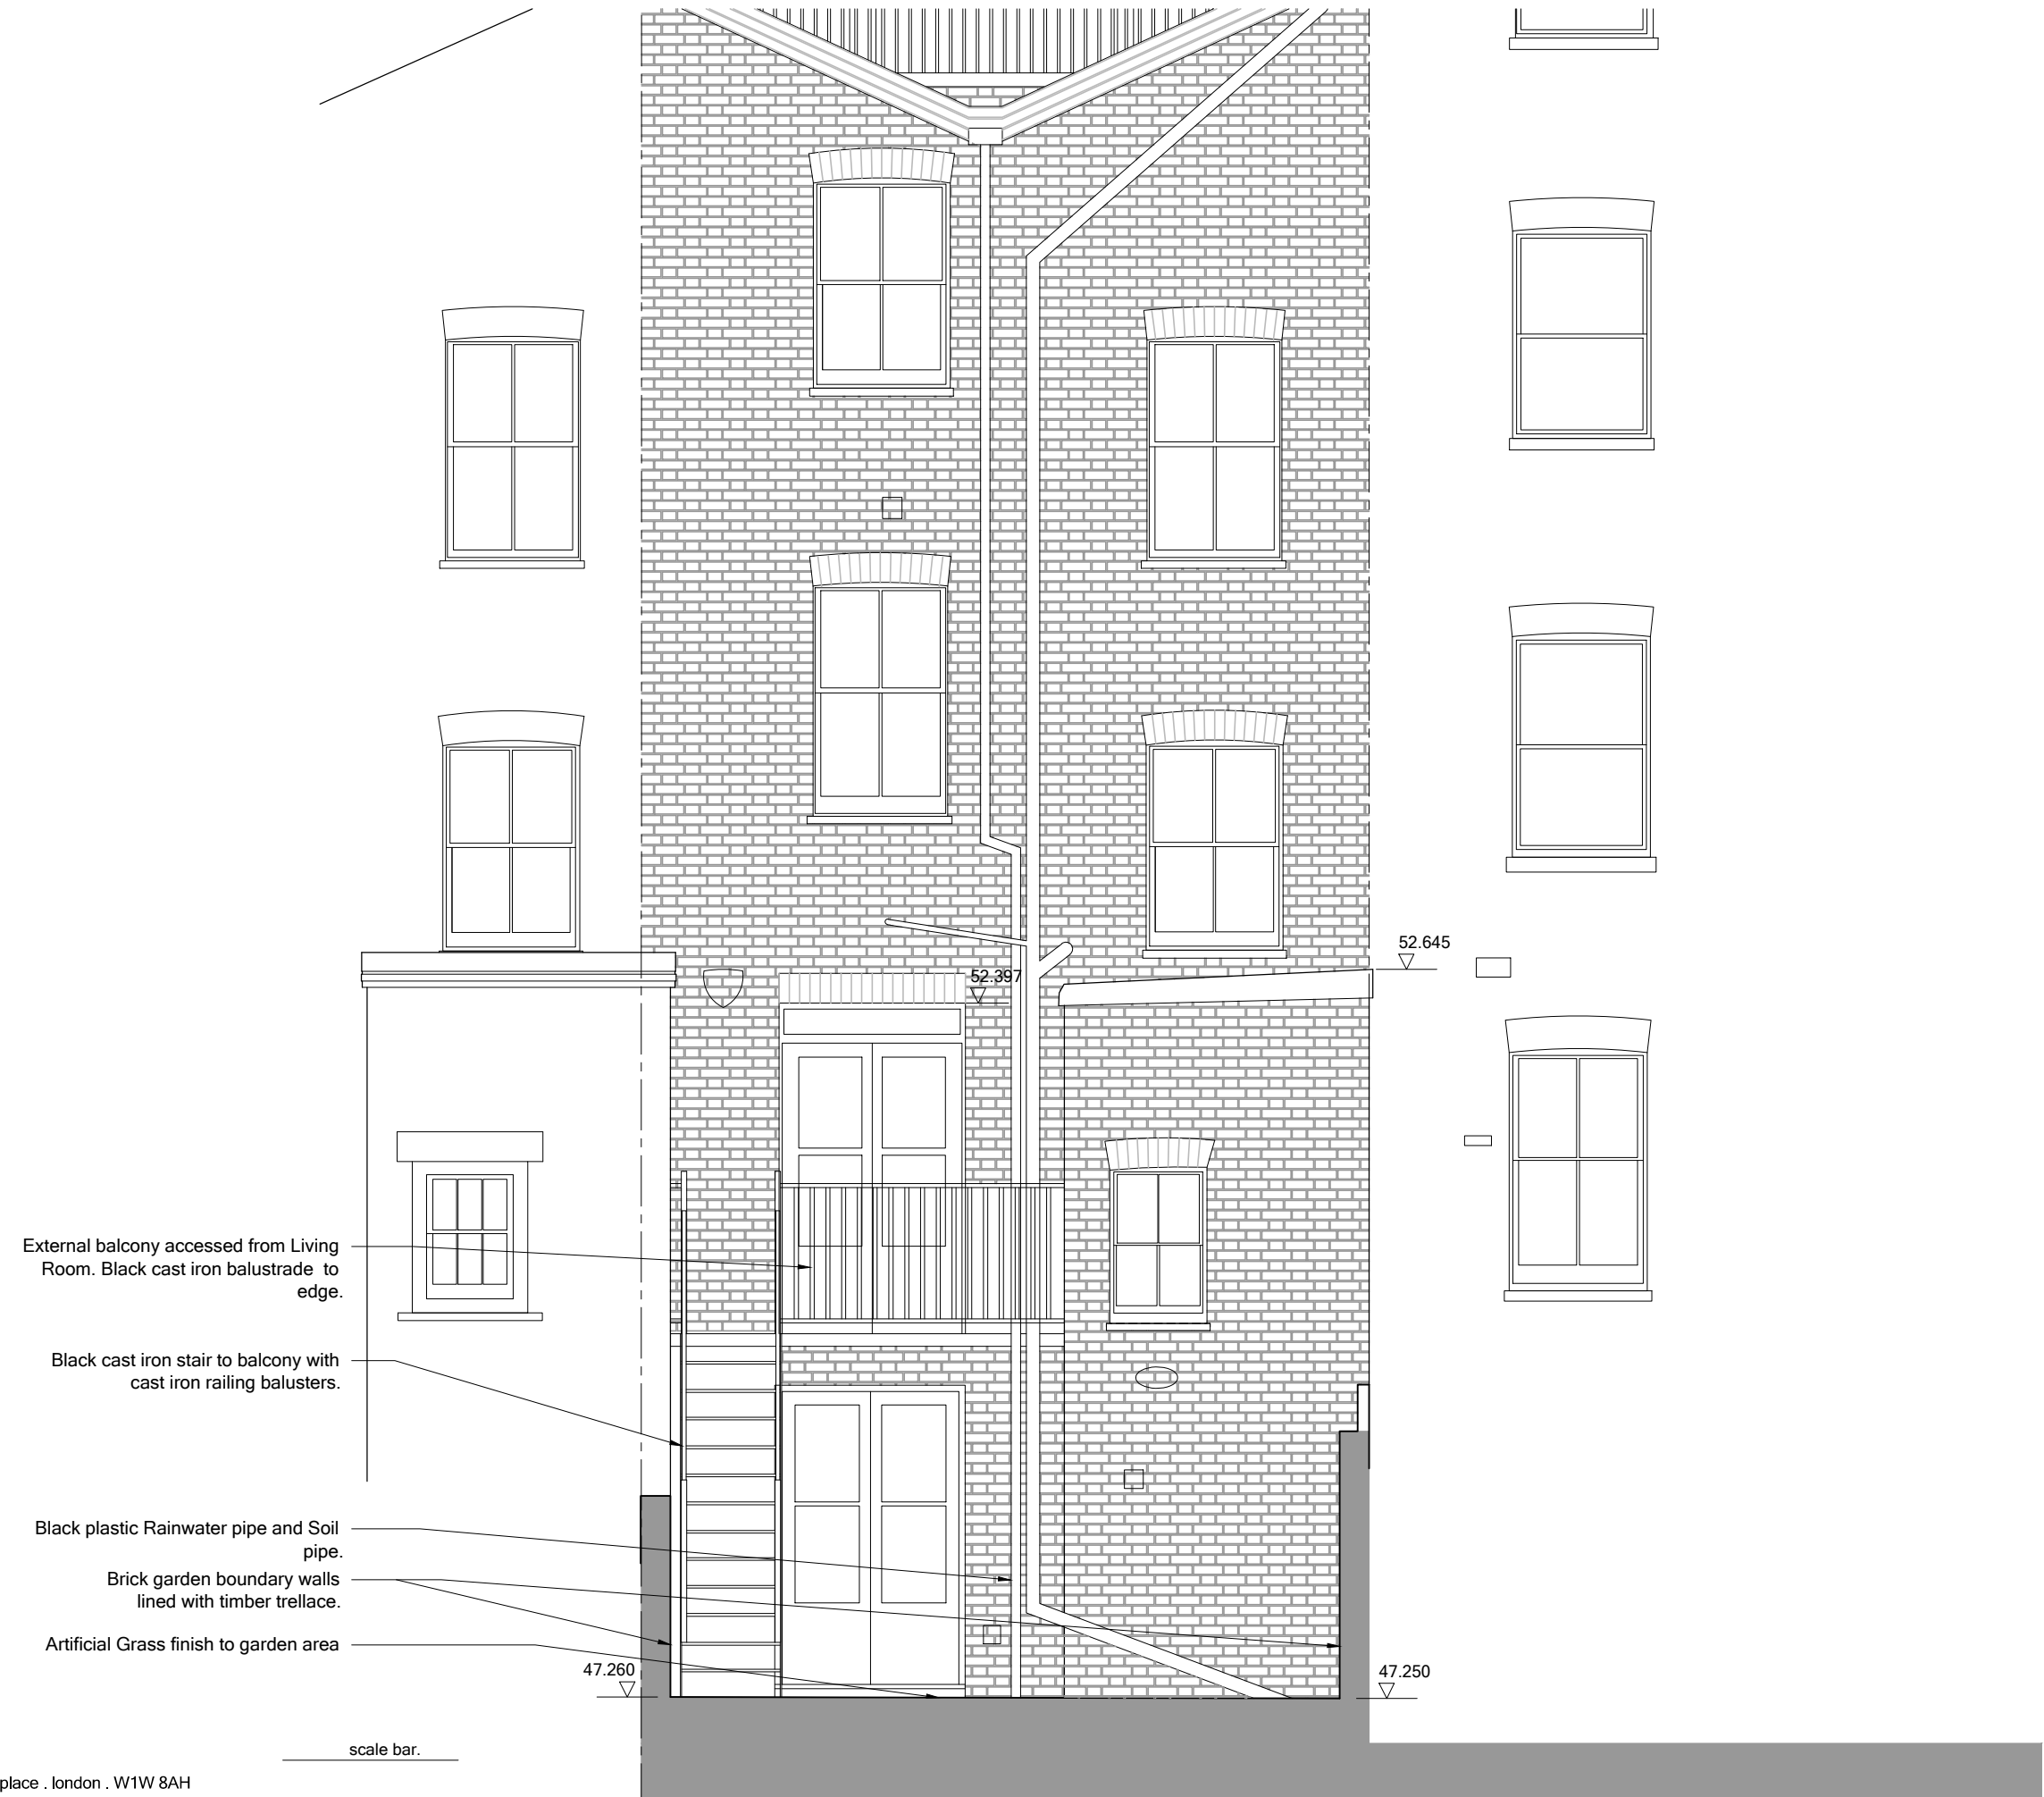 52.645
52.397
External balcony accessed from Living
Room. Black cast iron balustrade to
edge.
Black cast iron stair to balcony with
cast iron railing balusters.
Black plastic Rainwater pipe and Soil
pipe.
Brick garden boundary walls
lined with timber trellace.
Artificial Grass finish to garden area
47.260
47.250
scale bar.
place . london . W1W 8AH